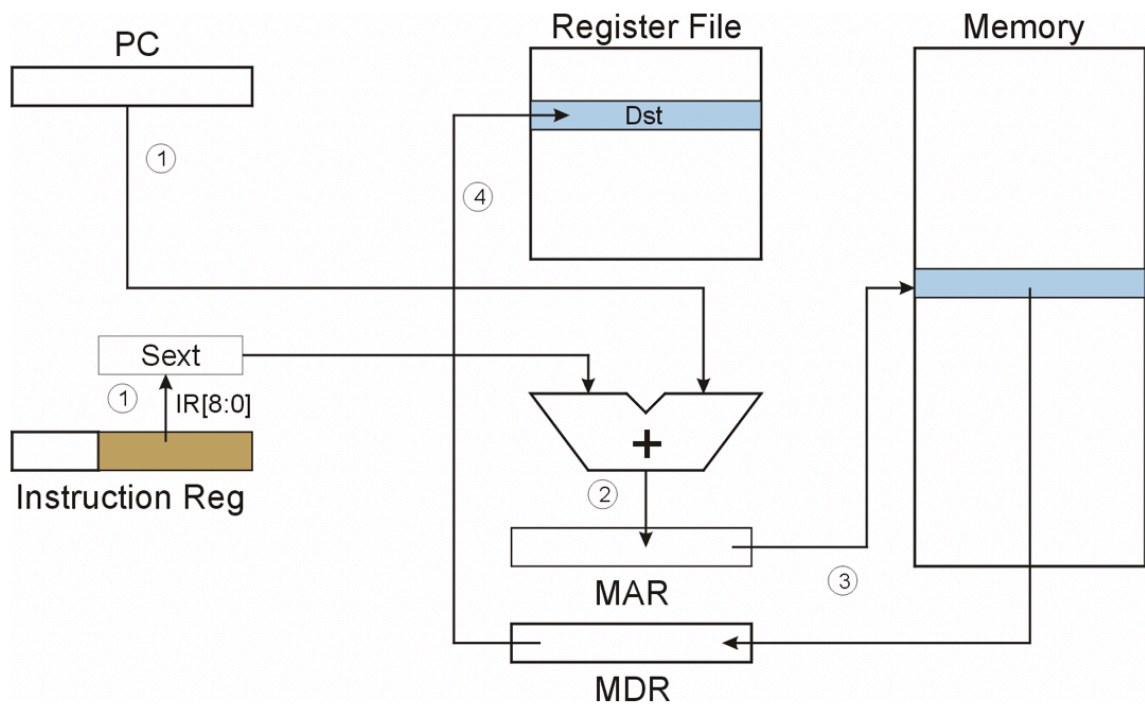 PC
Register File
Memory
Dst
1
4
Sext
1
IR[8:0]
+
Instruction Reg
2
MAR
3
MDR